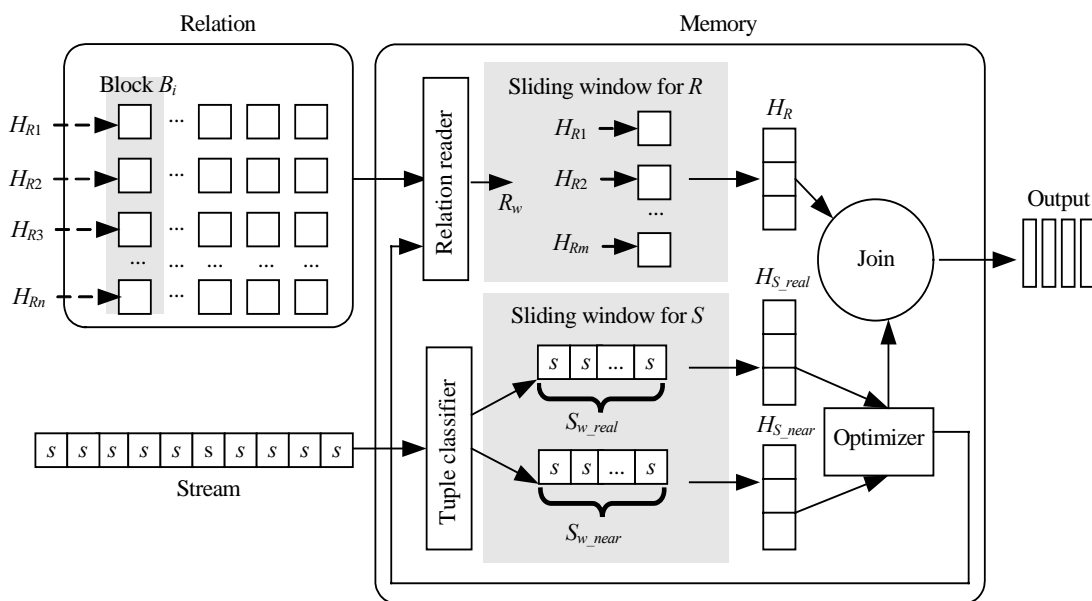 Relation
Memory
Block B_i
H_R1
H_R2
H_R3
H_Rn
...
...
...
...
... ... ... ... ...
Relation reader
R_w
Sliding window for R
H_R1
H_R2
...
H_Rm
H_R
Join
Output
s s s s s s s s s s
Stream
Tuple classifier
Sliding window for S
s s ... s
S_w_real
s s ... s
S_w_near
H_S_real
H_S_near
Optimizer